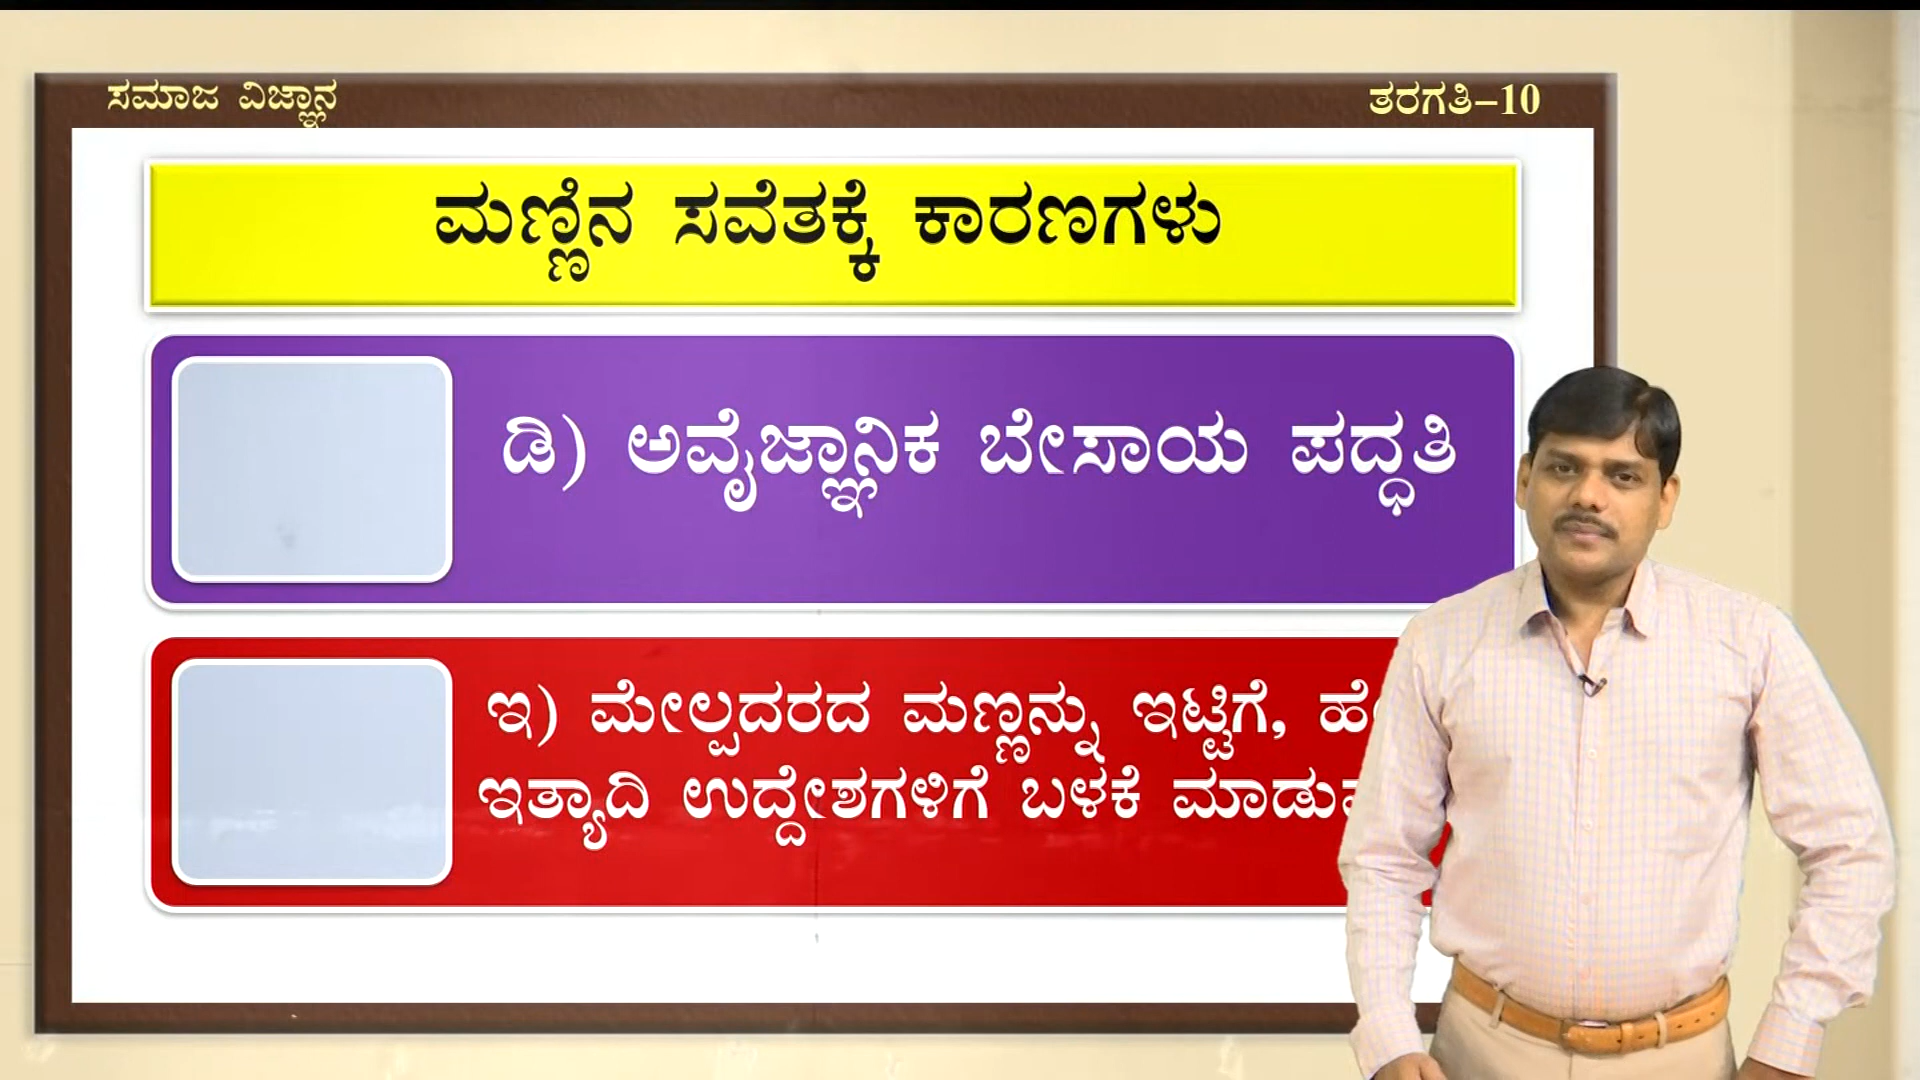 ಸಮಾಜ ವಿಜ್ಞಾನ
ತರಗತಿ-10
ಮಣ್ಣಿನ ಸವೆತಕ್ಕೆ ಕಾರಣಗಳು
ಡಿ) ಅವೈಜ್ಞಾನಿಕ ಬೇಸಾಯ ಪದ್ಧತಿ
ಇ) ಮೇಲ್ಪದರದ ಮಣ್ಣನ್ನು ಇಟ್ಟಿಗೆ,
ಇತ್ಯಾದಿ ಉದ್ದೇಶಗಳಿಗೆ ಬಳಕೆ